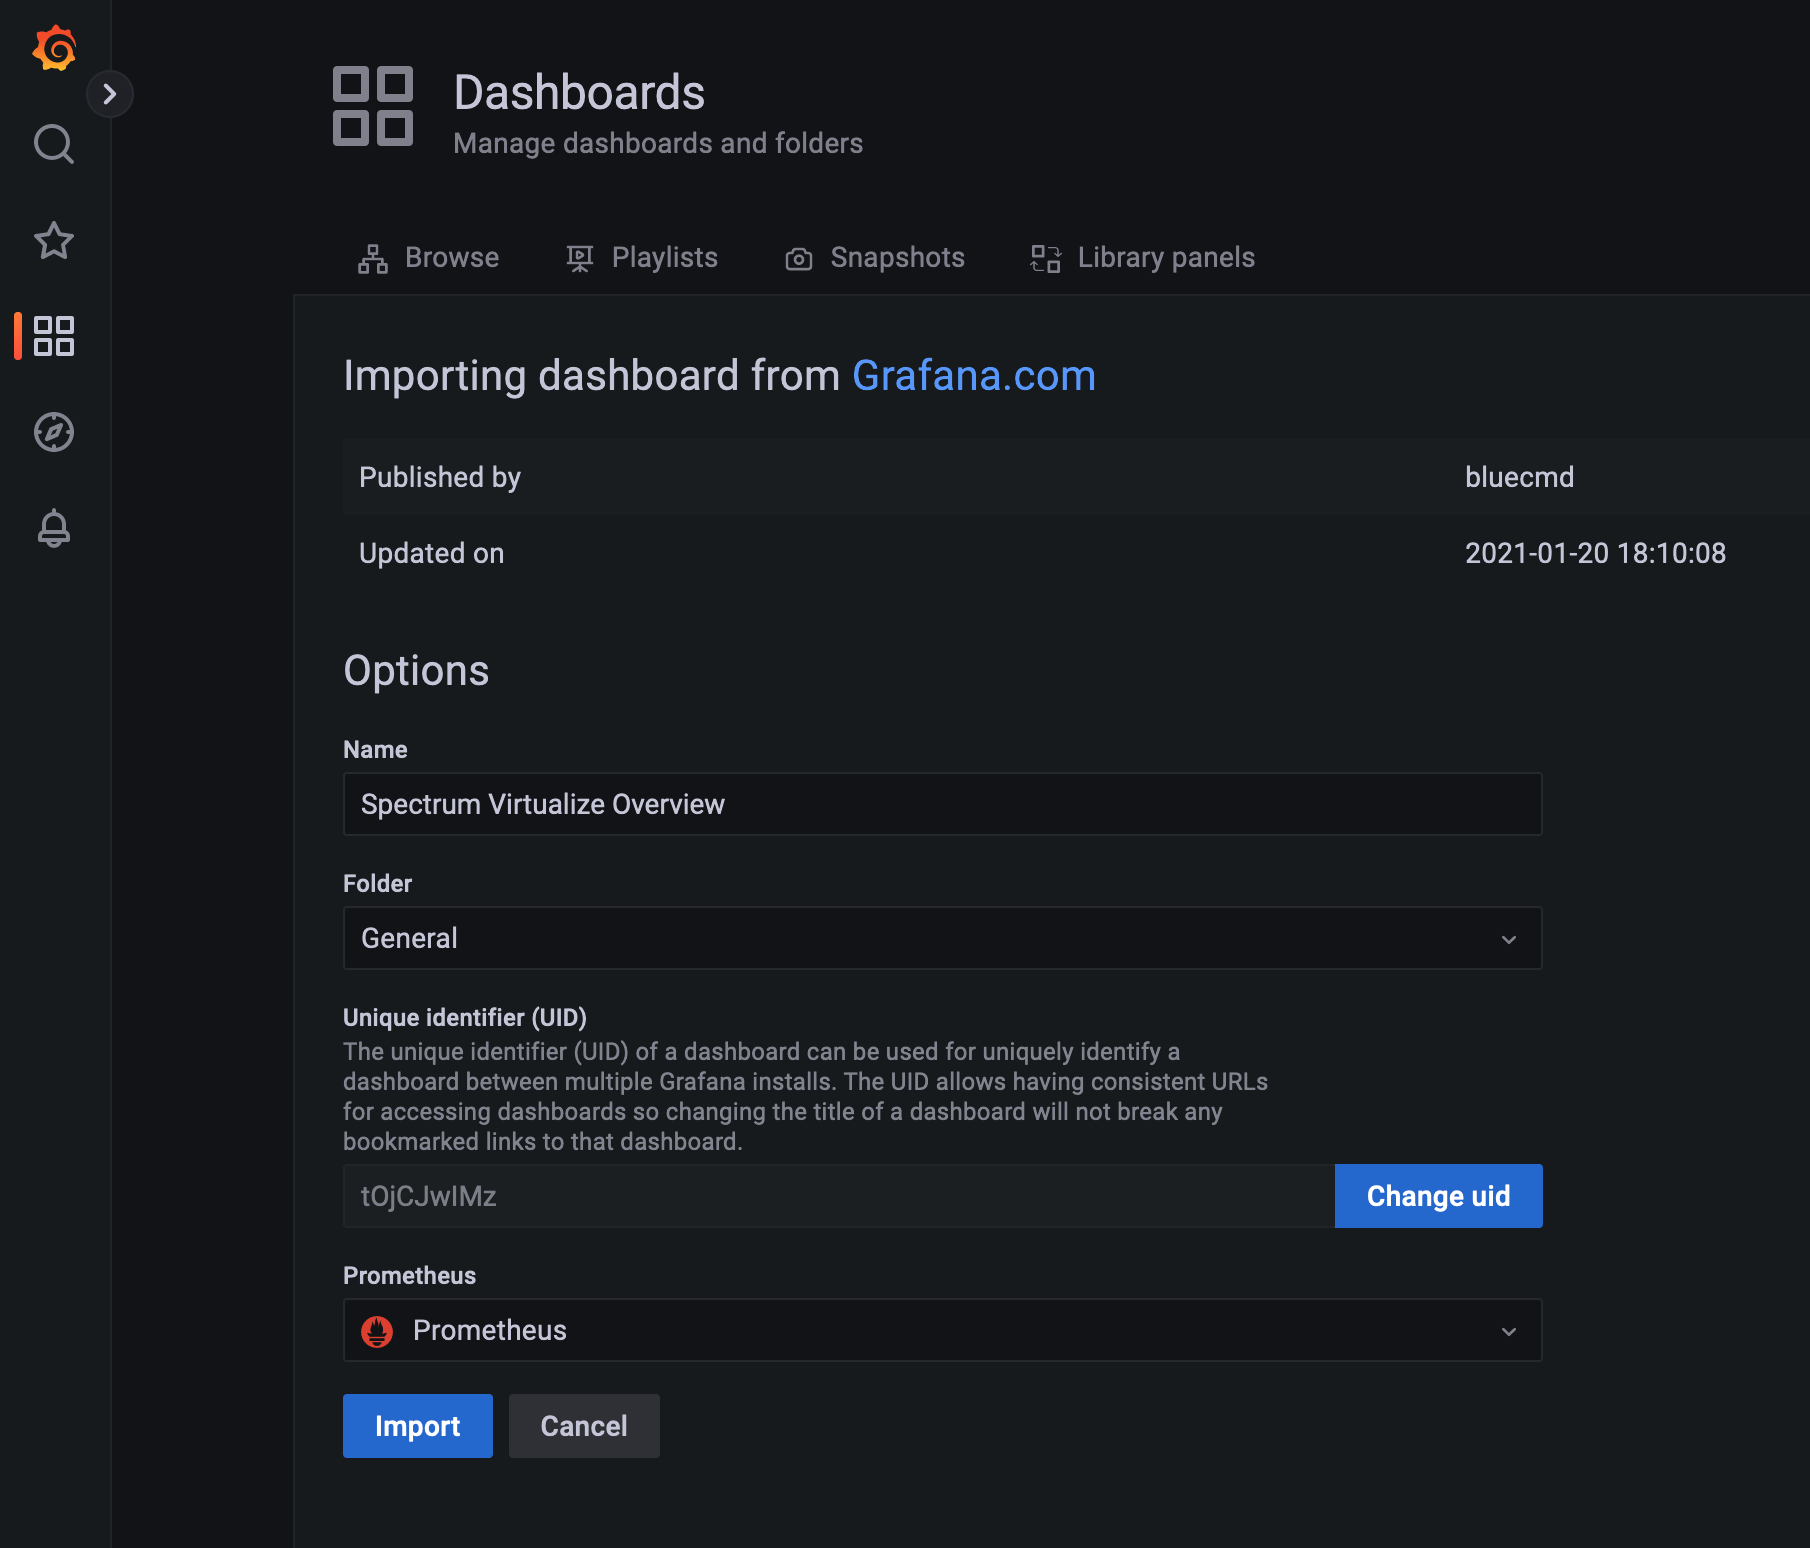 Dashboards
Manage dashboards and folders
Browse
Playlists
Snapshots
Library panels
Importing dashboard from Grafana.com
Published by
bluecmd
Updated on
2021-01-20 18:10:08
Options
Name
Spectrum Virtualize Overview
Folder
General
Unique identifier (UID)
The unique identifier (UID) of a dashboard can be used for uniquely identify a
dashboard between multiple Grafana installs. The UID allows having consistent URLs
for accessing dashboards so changing the title of a dashboard will not break any
bookmarked links to that dashboard.
tOjCJwIMz
Change uid
Prometheus
Prometheus
Import
Cancel